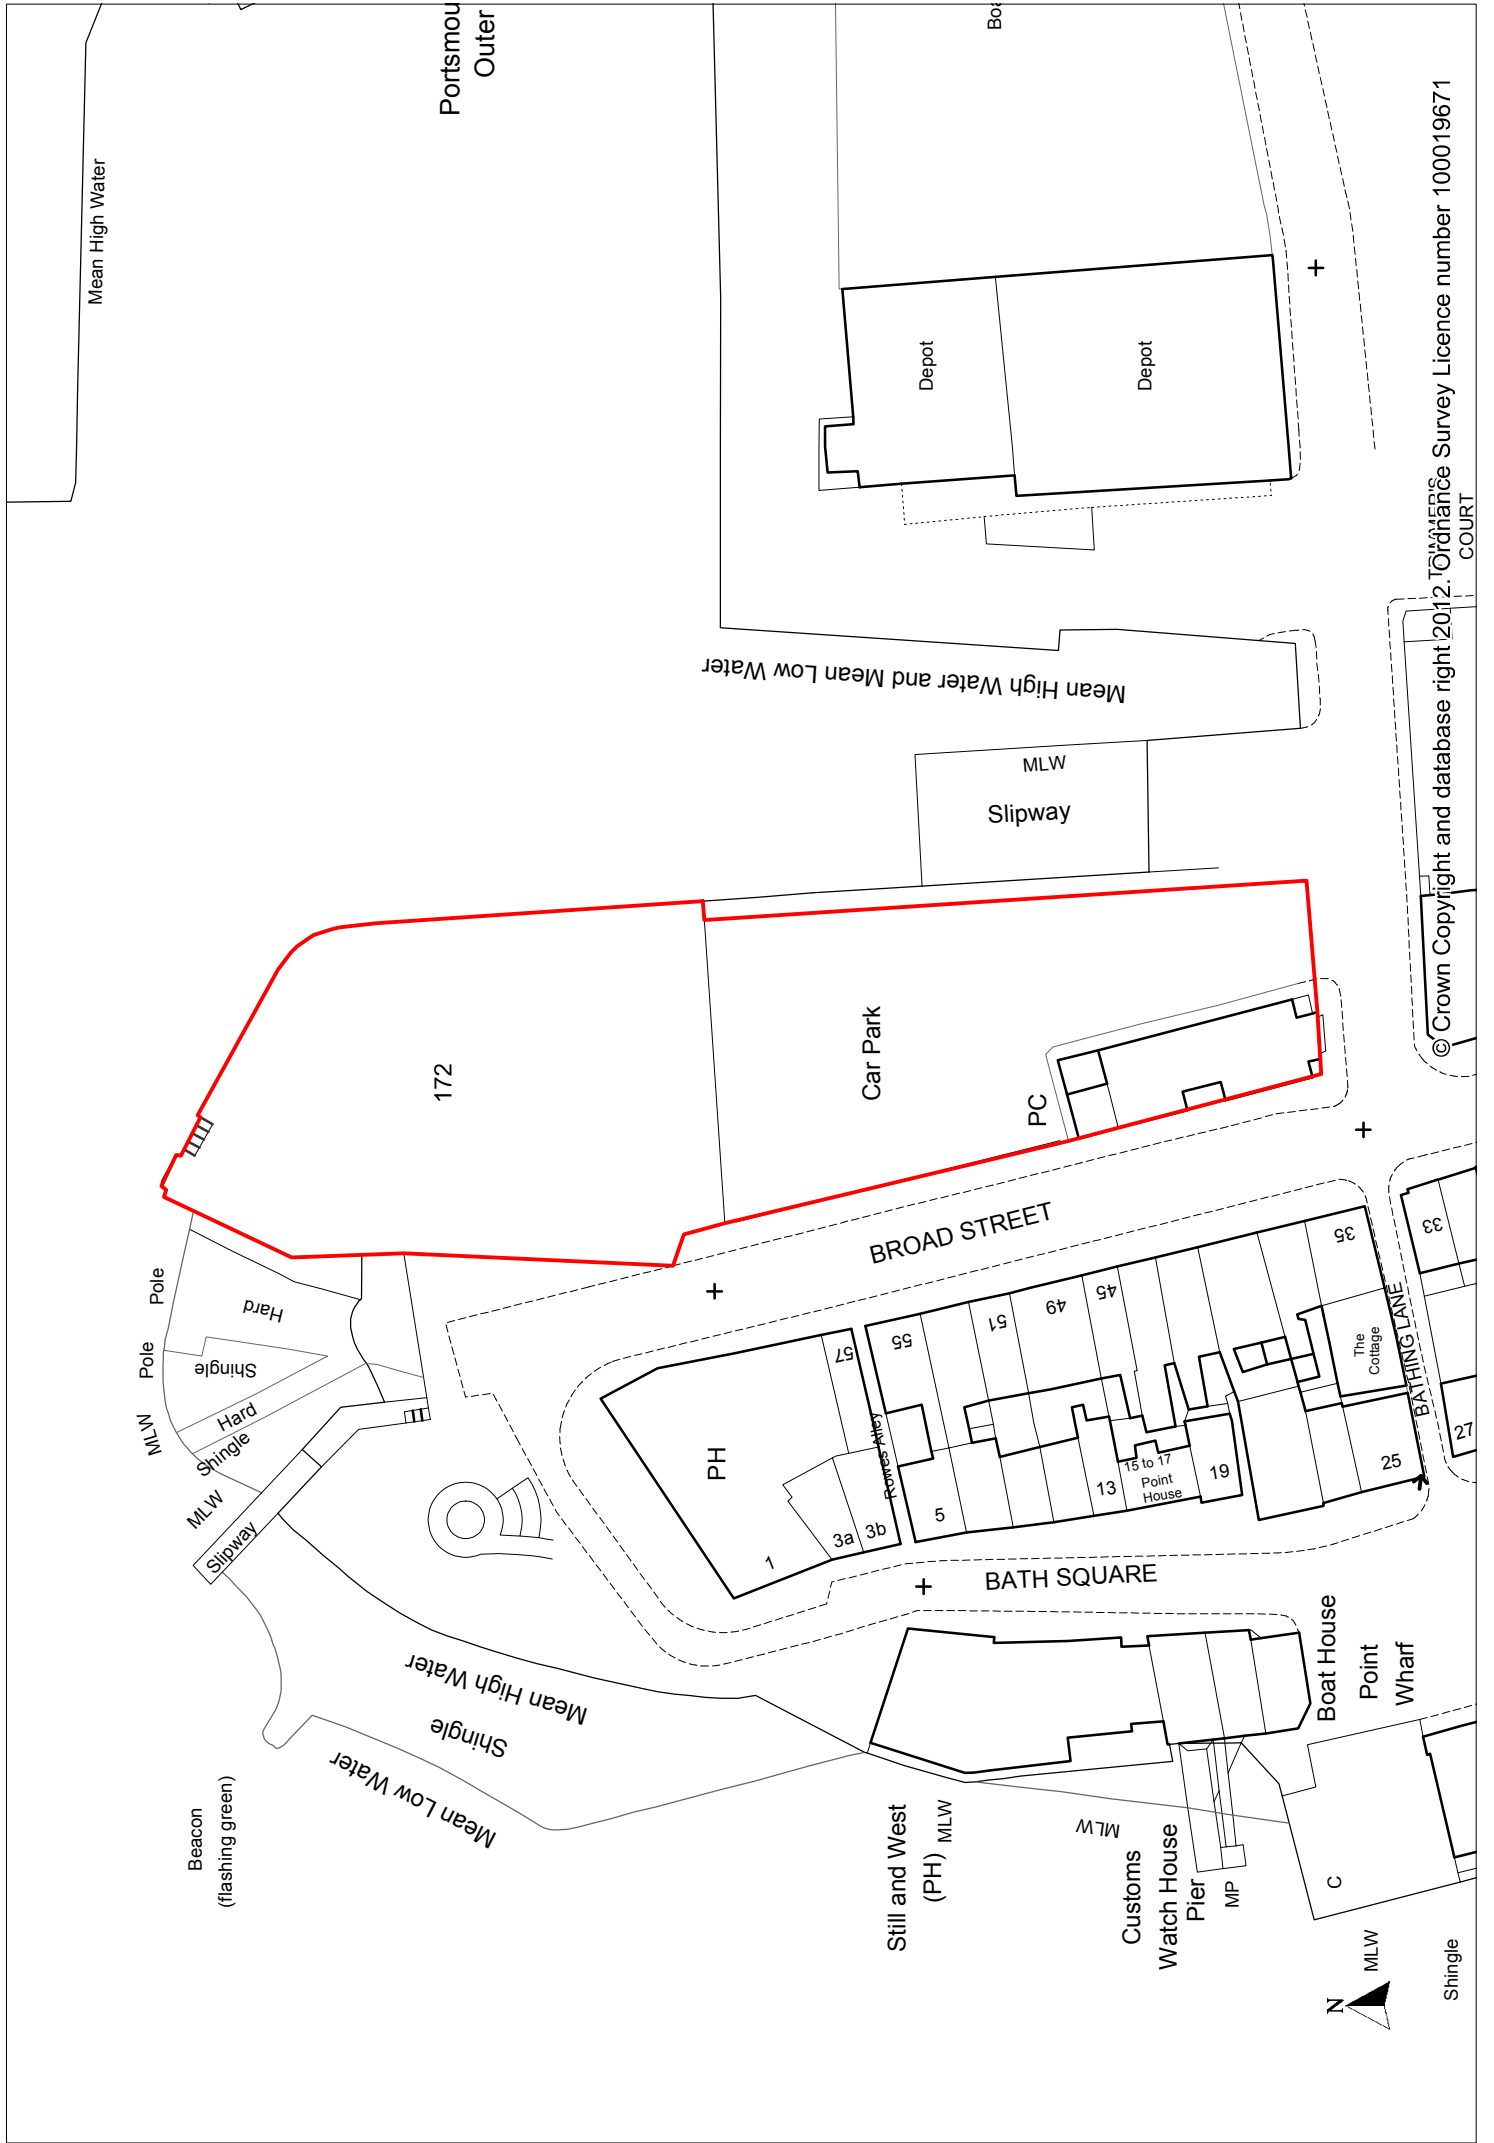 Portsmou
Outer
Boa
Mean High Water
Depot
Depot
Mean High Water and Mean Low Water
MLW
Slipway
172
Car Park
PC
BROAD STREET
Pole
Pole
MLW
Hard
Shingle
Hard
Shingle
MLW
Slipway
PH
57
55
51
49
45
35
33
Rowes Alley
The
Cottage
BATHING LANE
1
3a
3b
5
13
15 to 17
Point
House
19
25
27
BATH SQUARE
Mean High Water
Shingle
Mean Low Water
Beacon
(flashing green)
Still and West
(PH)
MLW
MLW
Customs
Watch House
Pier
MP
Boat House
Point
Wharf
C
MLW
Shingle
N
TRIMMER'S
COURT
© Crown Copyright and database right 2012. Ordnance Survey Licence number 100019671